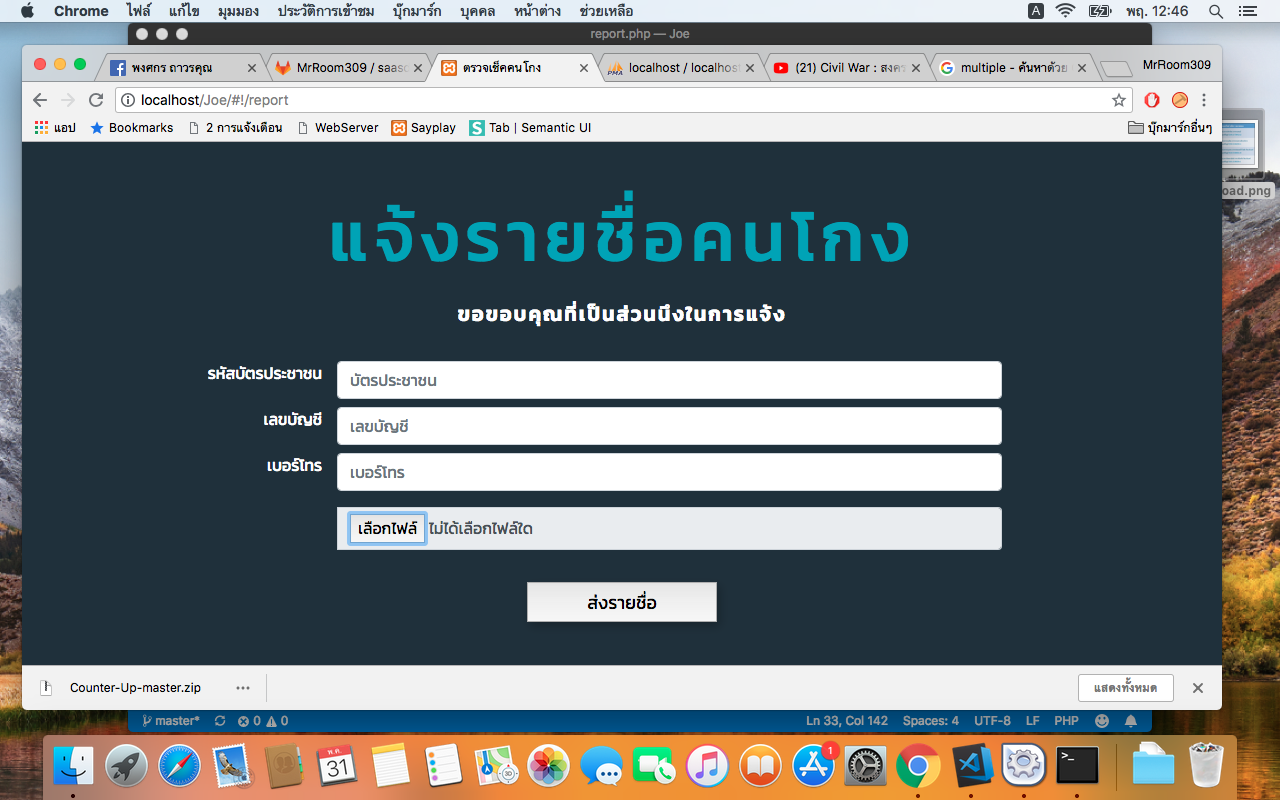 Chrome ไฟล์ แก้ไข มุมมอง ประวัติการเข้าชม บุ๊กมาร์ก บุคคล หน้าต่าง ช่วยเหลือ A พฤ. 12:46
report.php — Joe
พงศกร ถาวรคุณ MrRoom309 / saas ตรวจเช็คคนโกง localhost / localhost (21) Civil War : สงคร multiple - ค้นหาด้วย MrRoom309
localhost/Joe/#!/report
แอป Bookmarks 2 การแจ้งเตือน WebServer Sayplay Tab | Semantic UI บุ๊กมาร์กอื่นๆ
oad.png
แจ้งรายชื่อคนโกง
ขอขอบคุณที่เป็นส่วนนึงในการแจ้ง
รหัสบัตรประชาชน บัตรประชาชน
เลขบัญชี เลขบัญชี
เบอร์โทร เบอร์โทร
เลือกไฟล์ ไม่ได้เลือกไฟล์ใด
ส่งรายชื่อ
Counter-Up-master.zip แสดงทั้งหมด
master* 0 0 Ln 33, Col 142 Spaces: 4 UTF-8 LF PHP
พ.ค.
31
3D
1